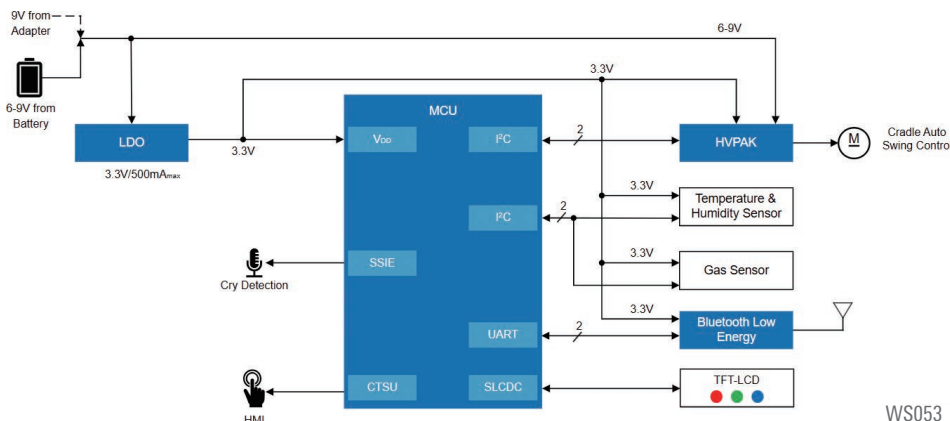 9V from
Adapter
6-9V
3.3V
6-9V from
Battery
LDO
3.3V
3.3V/500mAmax
MCU
VDD
I²C
2
HVPAK
M
Cradle Auto
Swing Control
3.3V
Temperature &
Humidity Sensor
I²C
2
SSIE
Cry Detection
3.3V
Gas Sensor
3.3V
UART
2
Bluetooth Low
Energy
CTSU
SLCDC
TFT-LCD
HMI
WS053